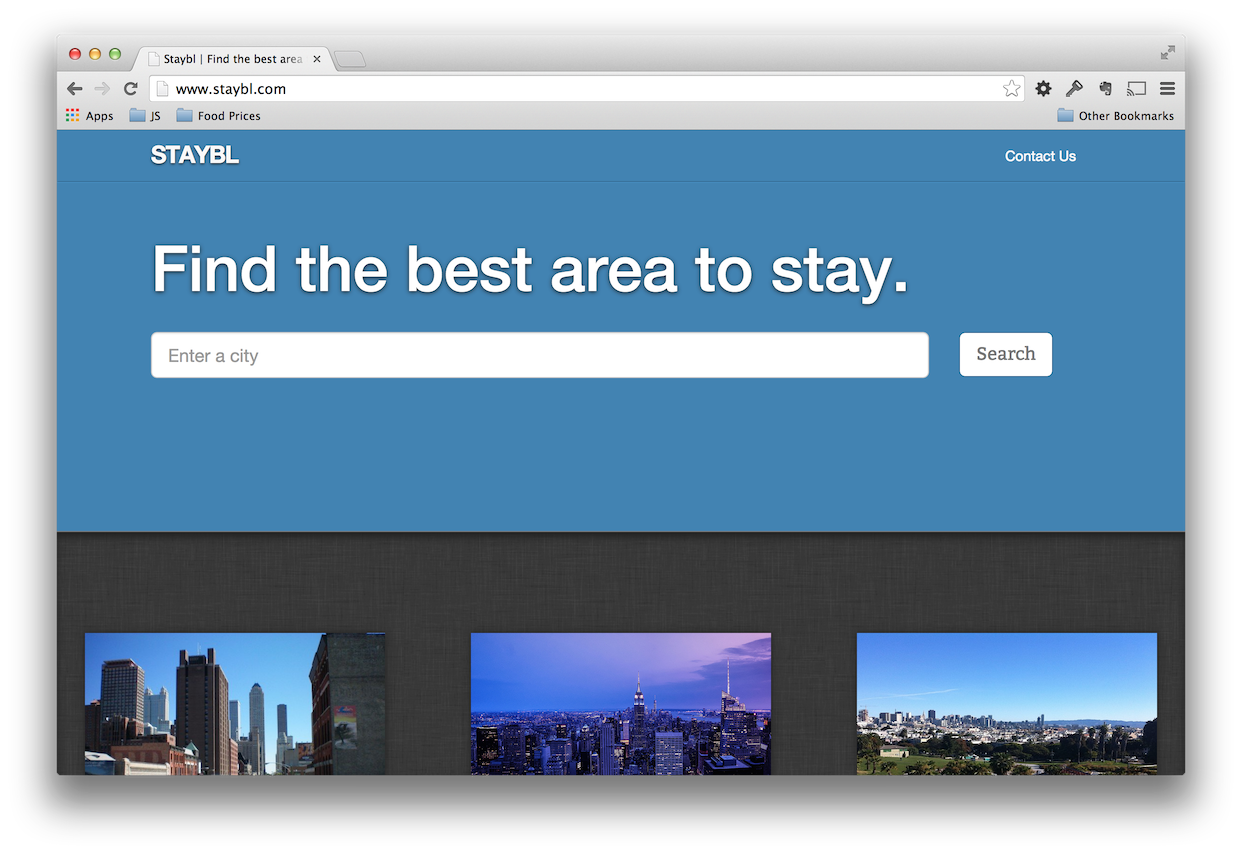 Staybl | Find the best area
www.staybl.com
Apps JS Food Prices Other Bookmarks
STAYBL Contact Us
Find the best area to stay.
Enter a city Search